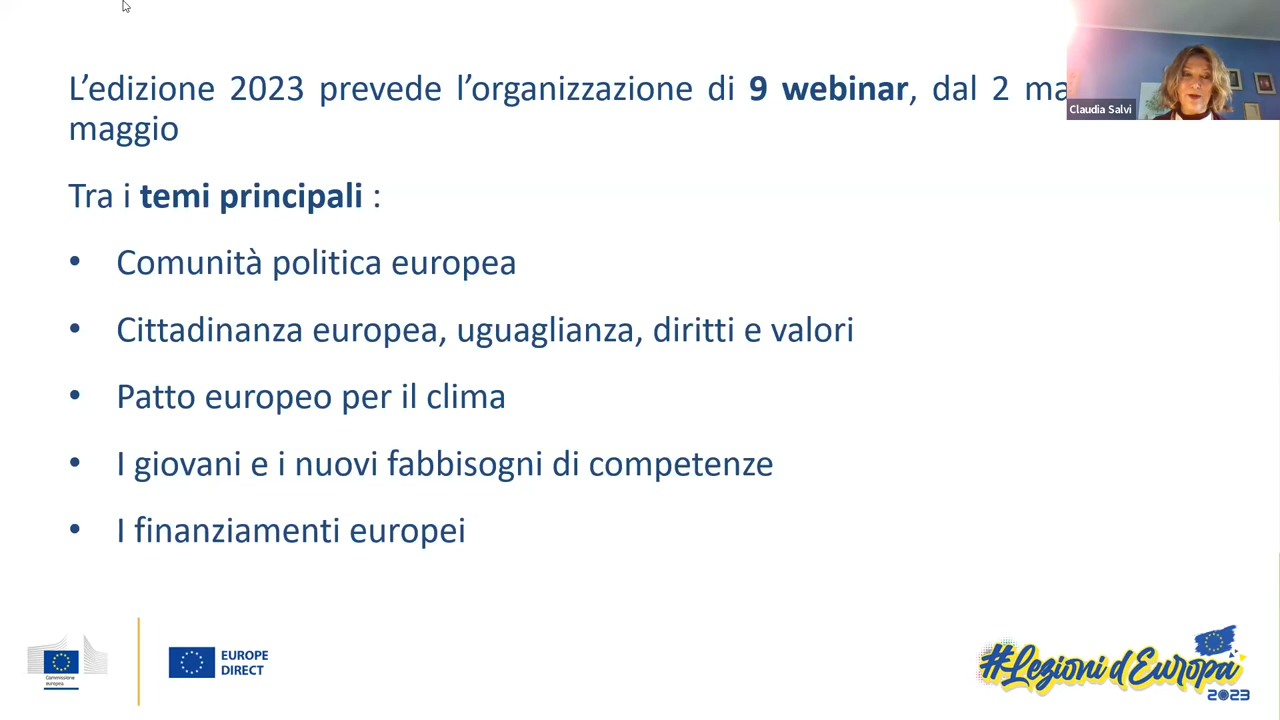 L’edizione 2023 prevede l’organizzazione di 9 webinar, dal 2
Claudia Salvi
maggio
Tra i temi principali :
• Comunità politica europea
• Cittadinanza europea, uguaglianza, diritti e valori
• Patto europeo per il clima
• I giovani e i nuovi fabbisogni di competenze
• I finanziamenti europei
Commissione
europea
EUROPE
DIRECT
#Lezioni d'Europa
2023